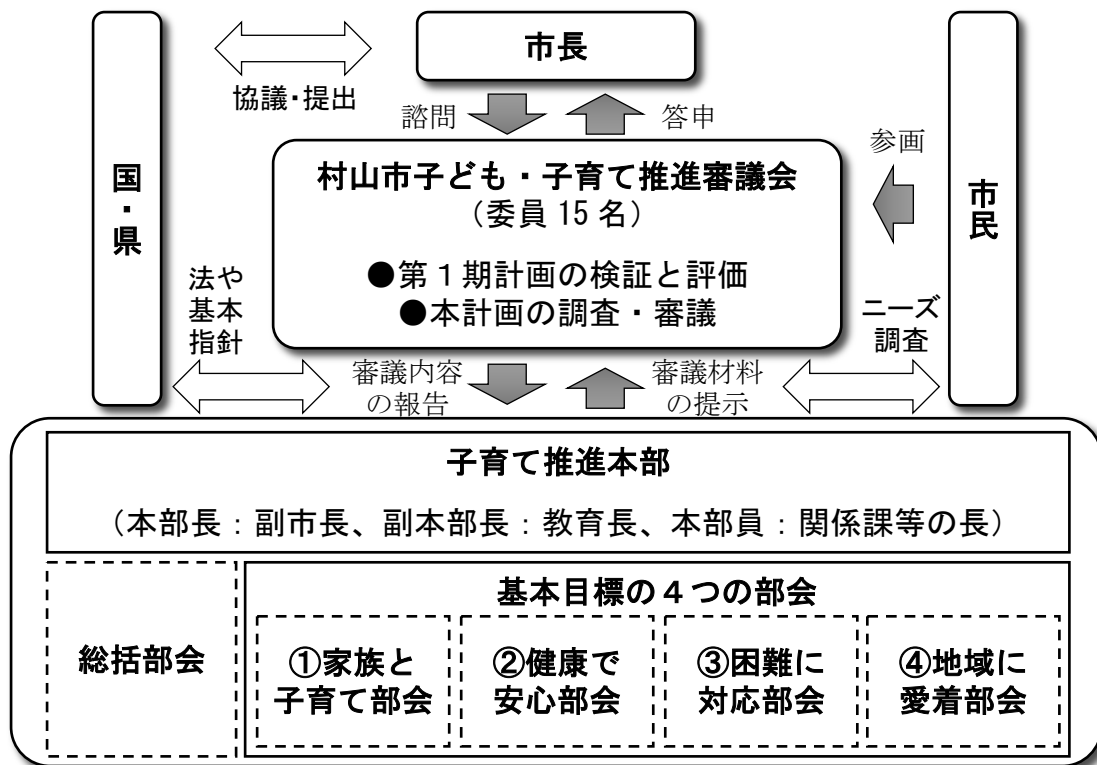 市長
協議・提出
諮問
答申
国・県
村山市子ども・子育て推進審議会
（委員 15 名）
●第１期計画の検証と評価
●本計画の調査・審議
参画
市民
法や
基本
指針
ニーズ
調査
審議内容
の報告
審議材料
の提示
子育て推進本部
（本部長：副市長、副本部長：教育長、本部員：関係課等の長）
総括部会
基本目標の４つの部会
①家族と
子育て部会
②健康で
安心部会
③困難に
対応部会
④地域に
愛着部会